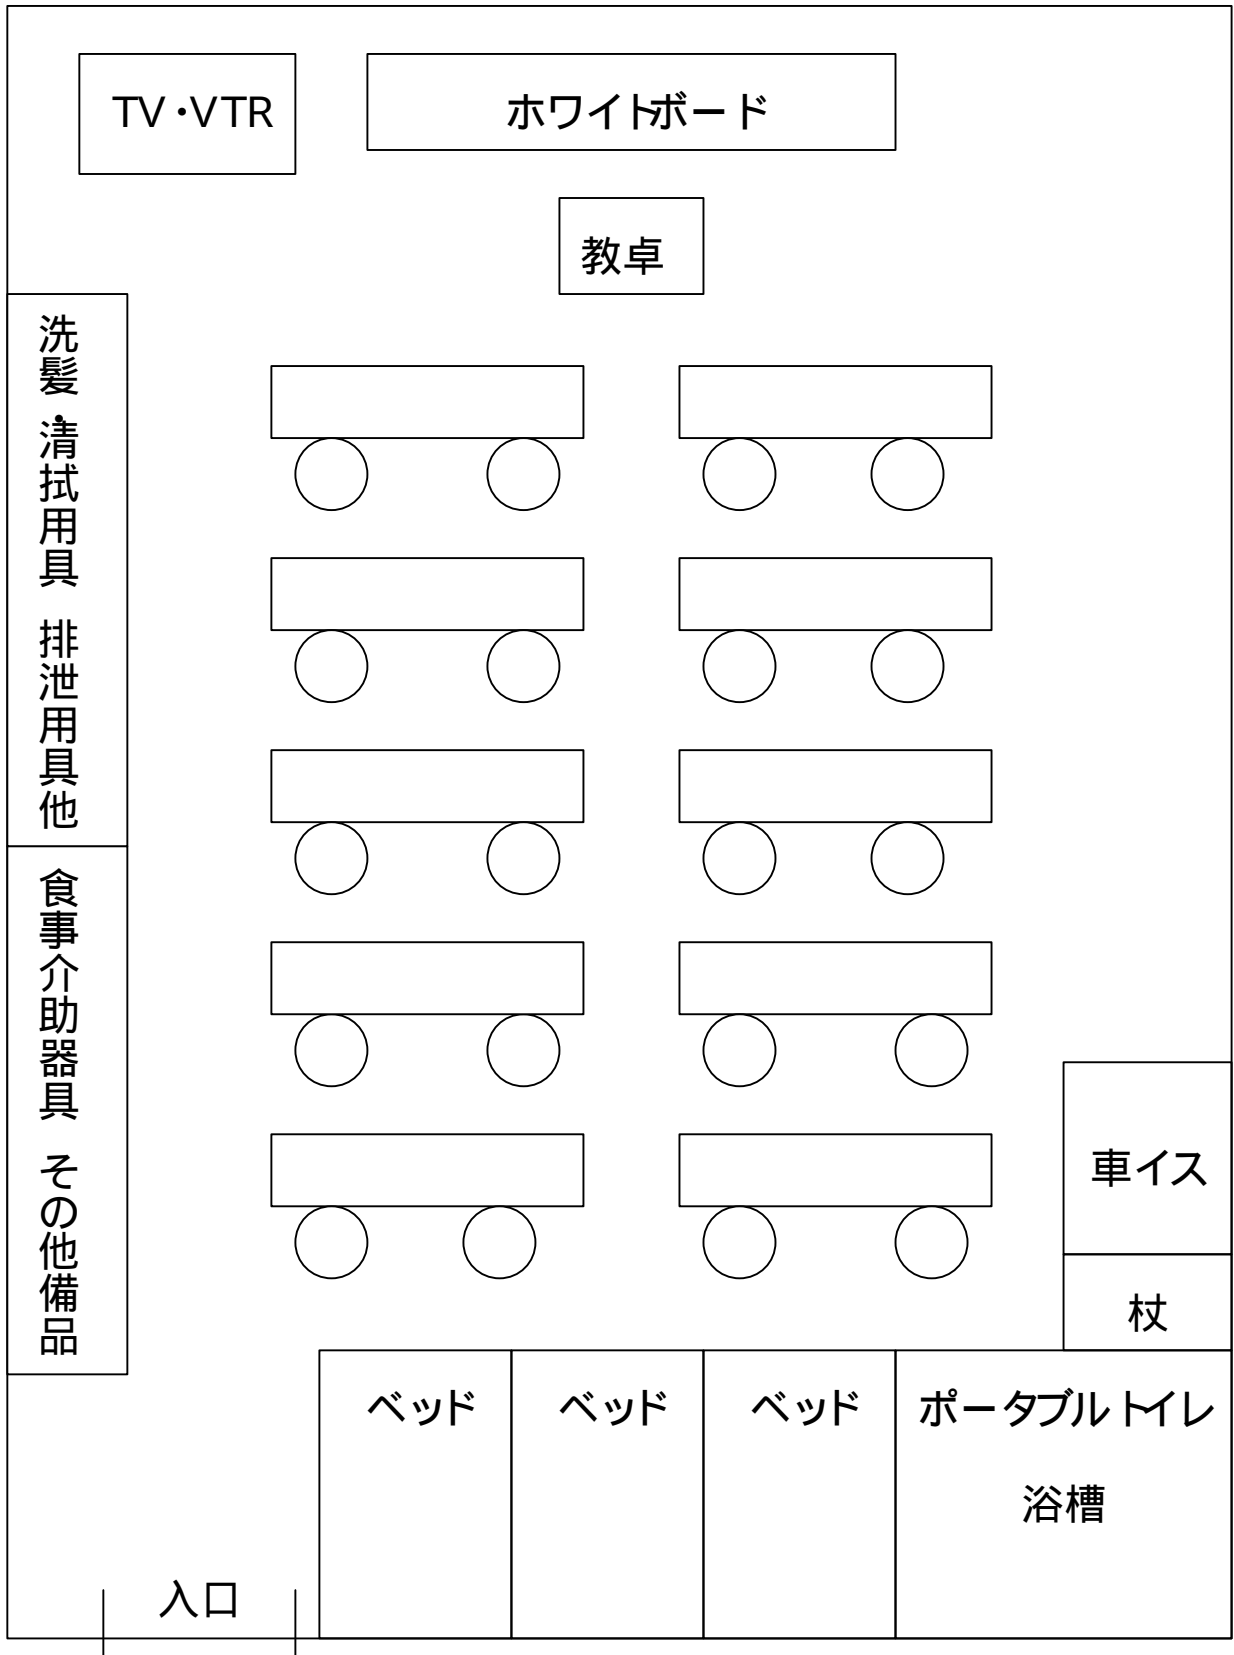 TV・VTR
ホワイトボード
教卓
洗髪・清拭用具 排泄用具他
食事介助器具 その他備品
車イス
杖
ベッド
ベッド
ベッド
ポータブルトイレ
浴槽
入口